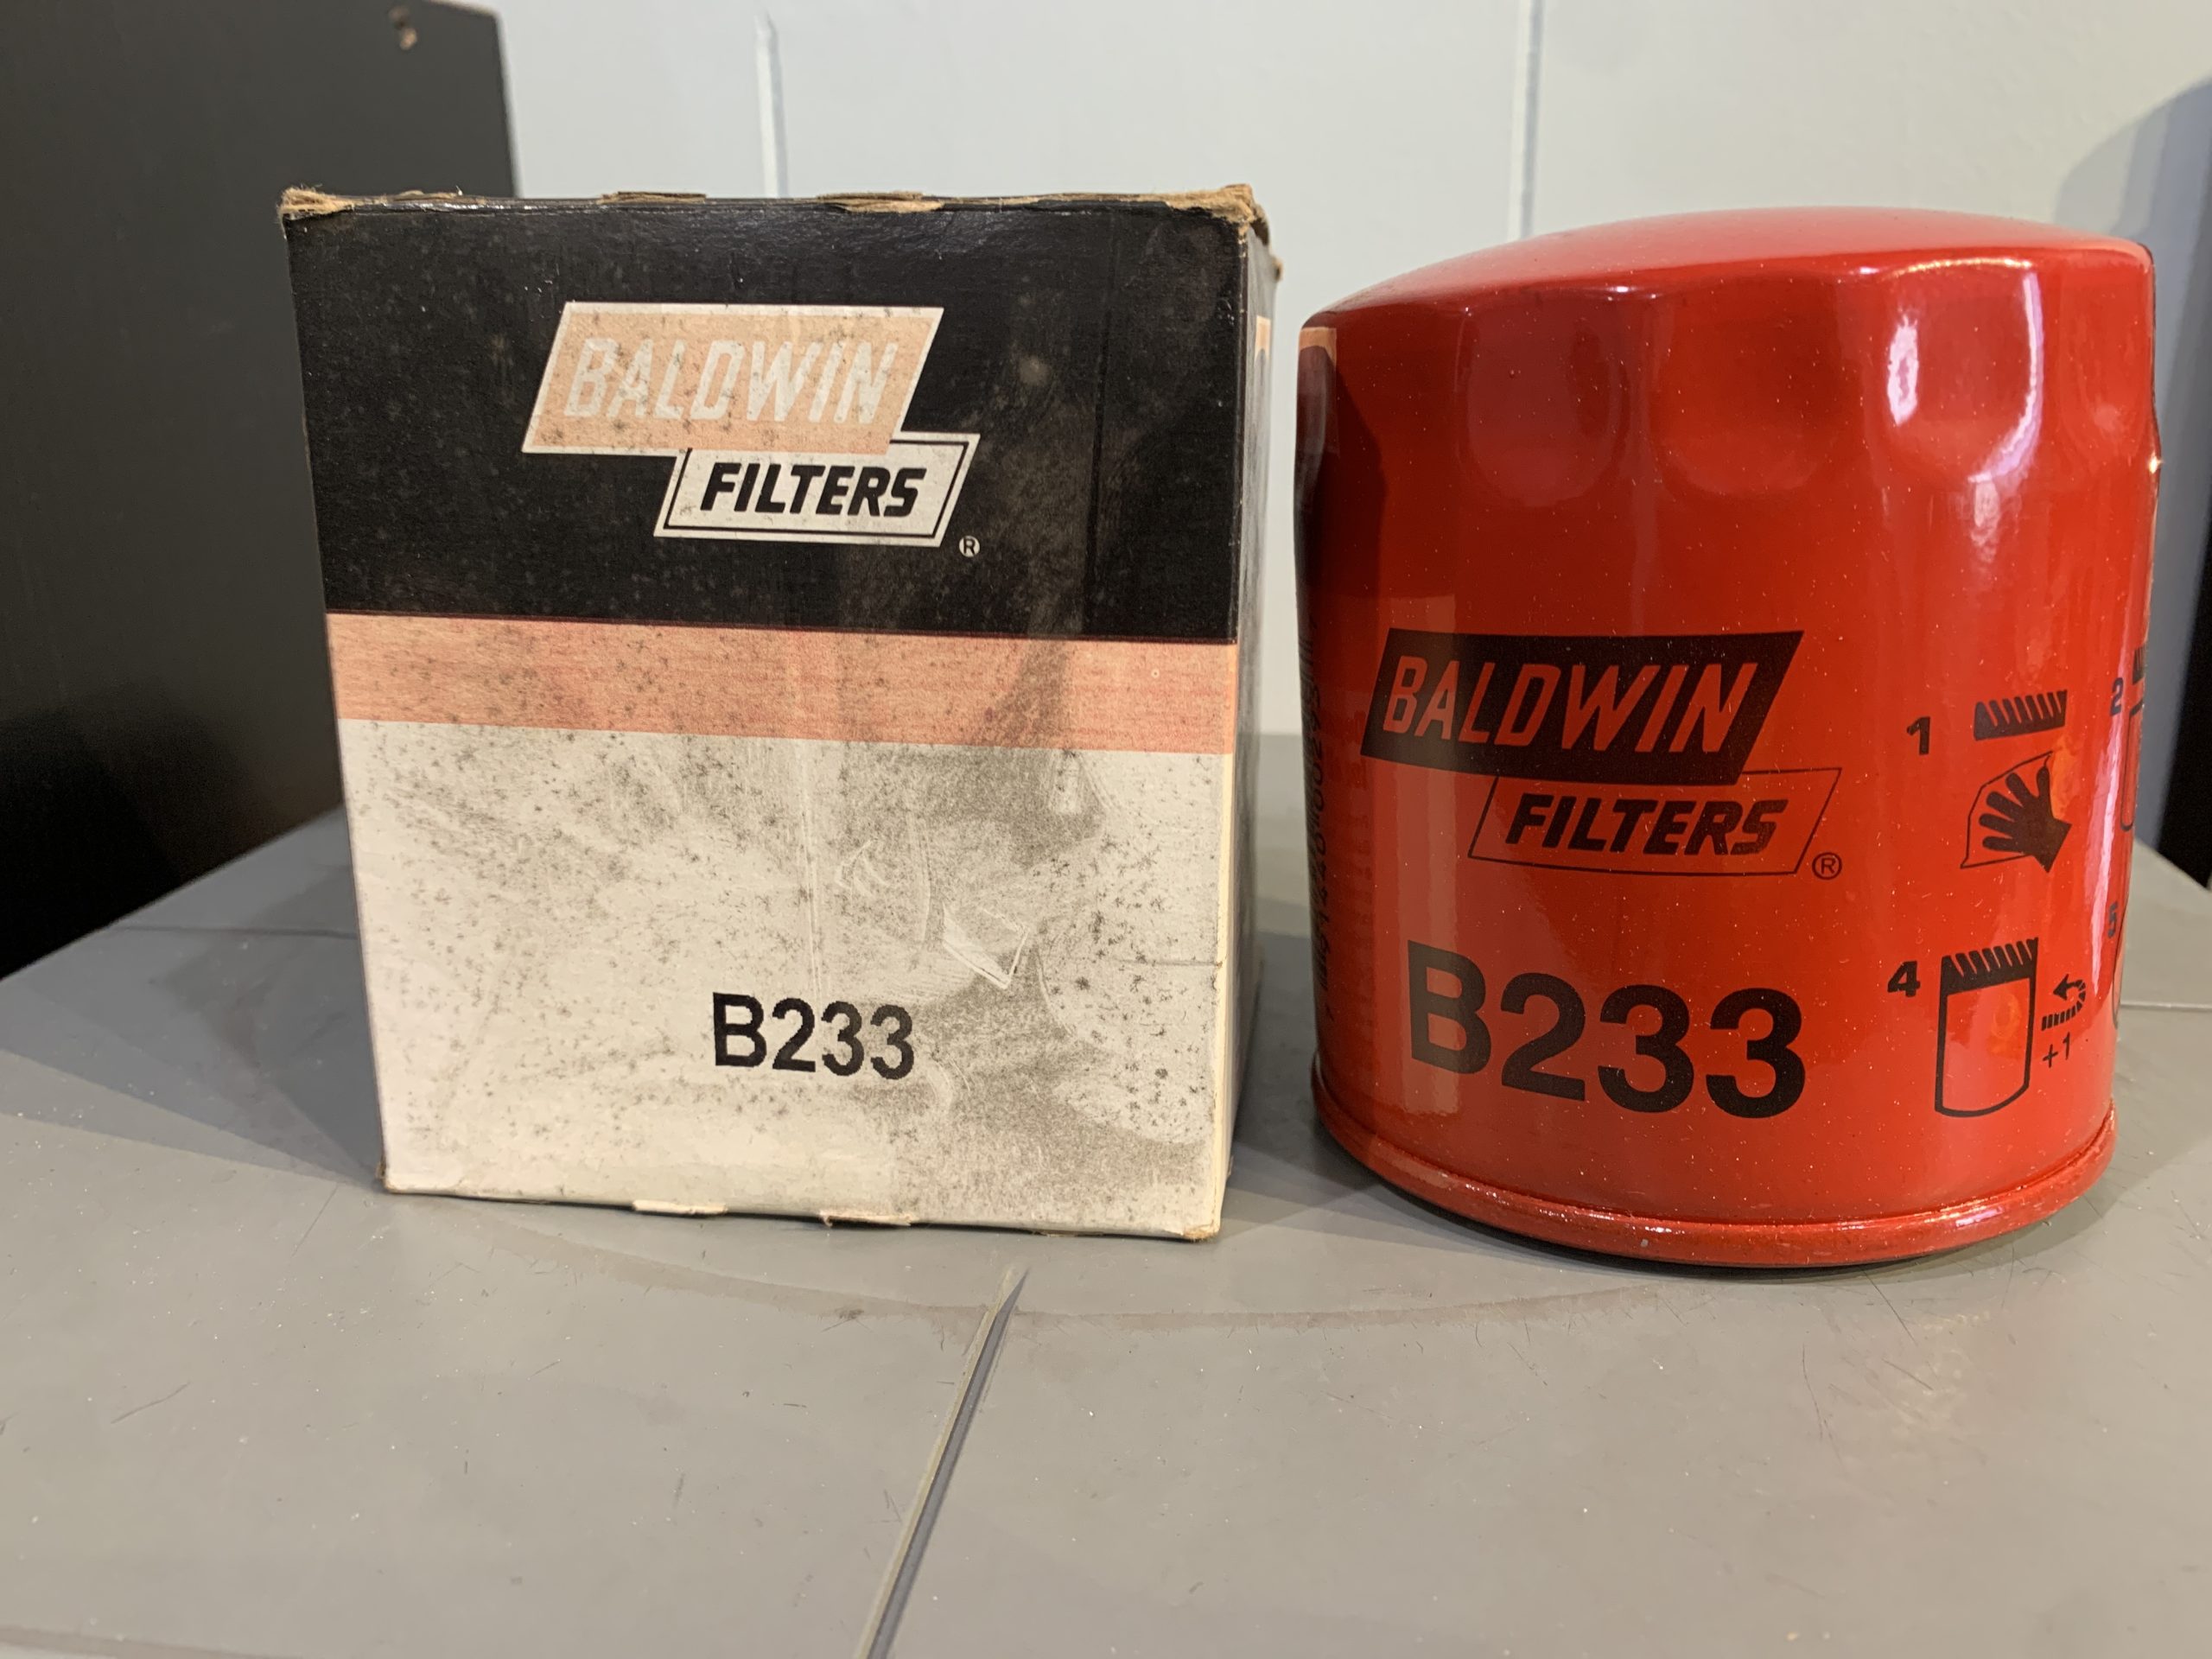 BALDWIN
FILTERS
®
B233
BALDWIN
FILTERS
®
B233
1
2
4
+1
5